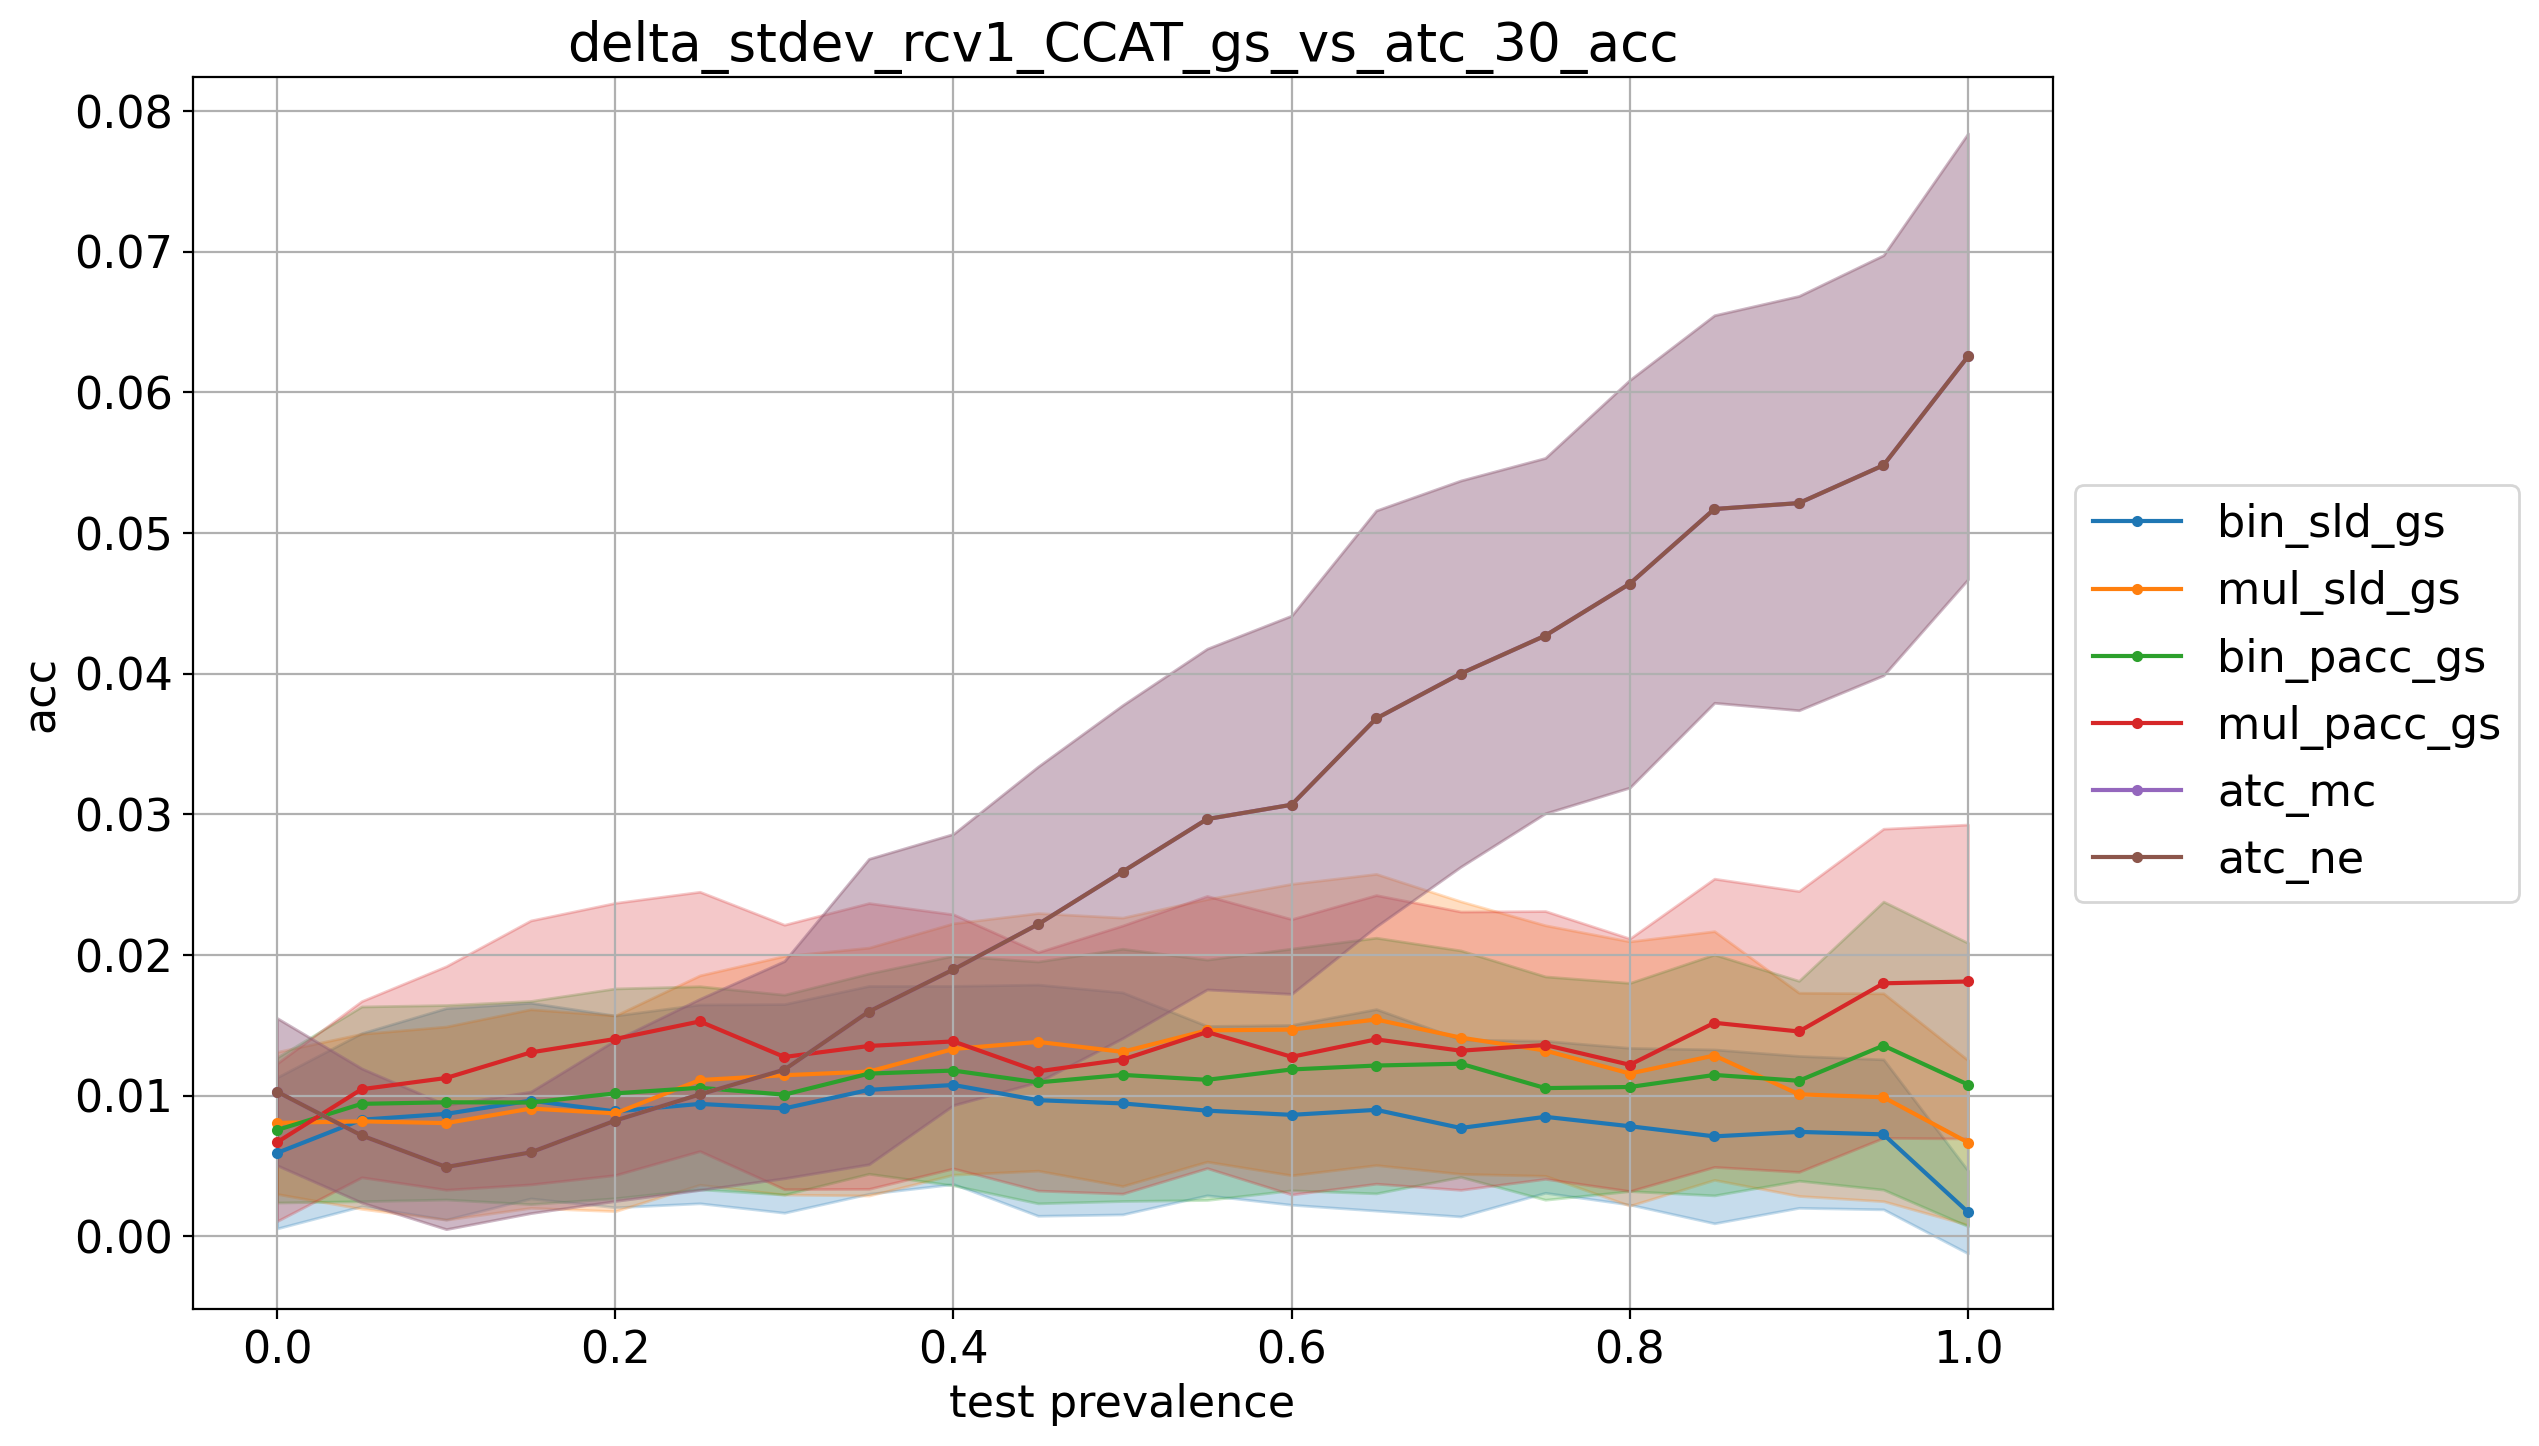 delta_stdev_rcv1_CCAT_gs_vs_atc_30_acc
0.08
0.07
0.06
0.05
0.04
0.03
0.02
0.01
0.00
acc
0.0 0.2 0.4 0.6 0.8 1.0
test prevalence
bin_sld_gs
mul_sld_gs
bin_pacc_gs
mul_pacc_gs
atc_mc
atc_ne